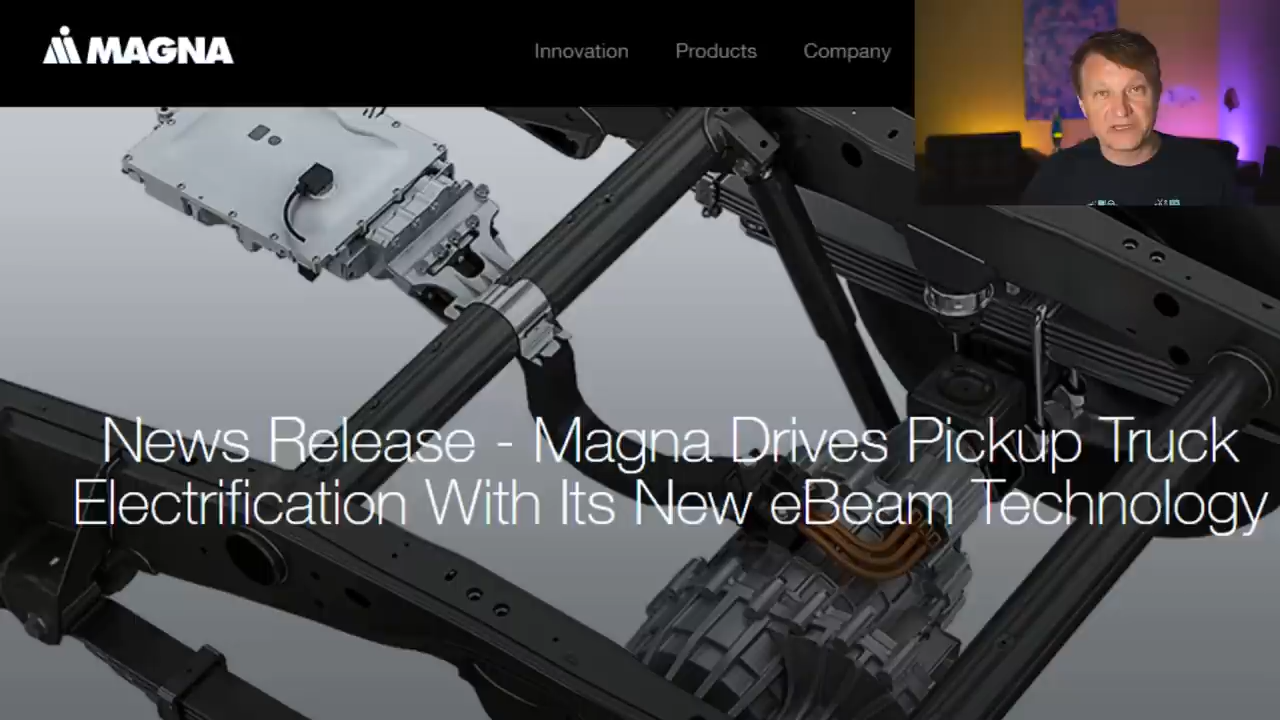 MAGNA
Innovation Products Company
News Release - Magna Drives Pickup Truck
Electrification With Its New eBeam Technology